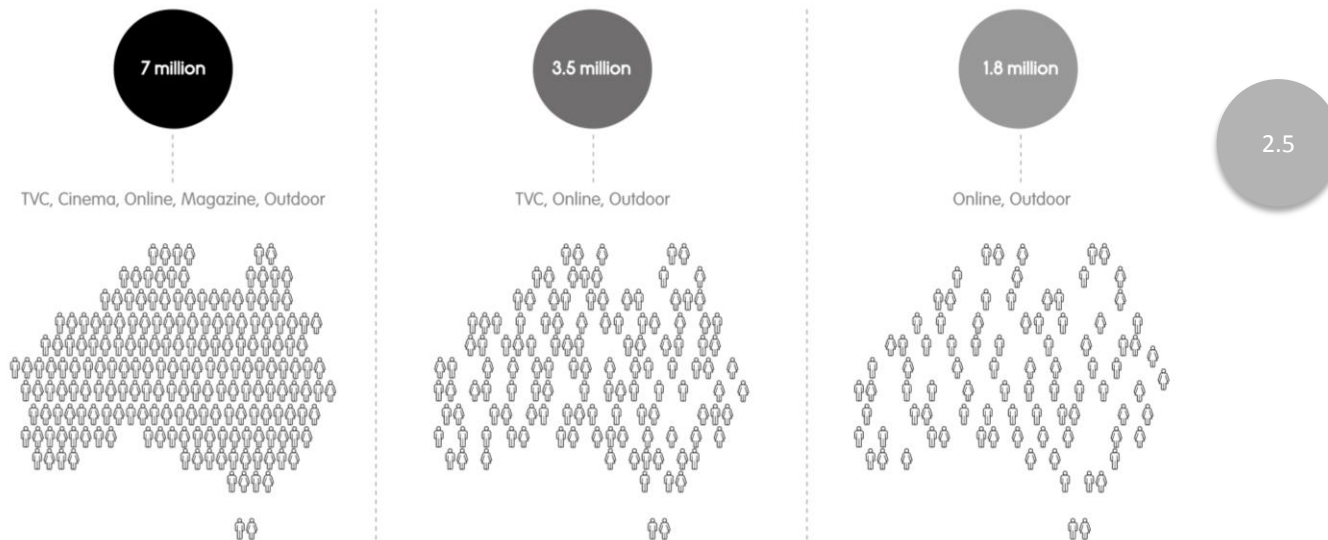 7 million
3.5 million
1.8 million
2.5
TVC, Cinema, Online, Magazine, Outdoor
TVC, Online, Outdoor
Online, Outdoor